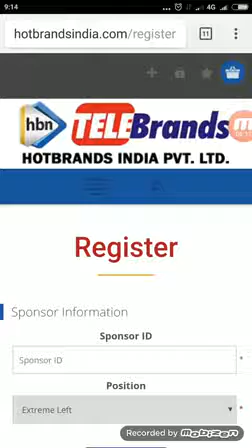 9:14
4G
hotbrandsindia.com/register
11
hbn
TELEBrands
HOTBRANDS INDIA PVT. LTD.
Register
Sponsor Information
Sponsor ID
Sponsor ID
*
Position
Extreme Left
*
RECORDED BY
MOBIZEN